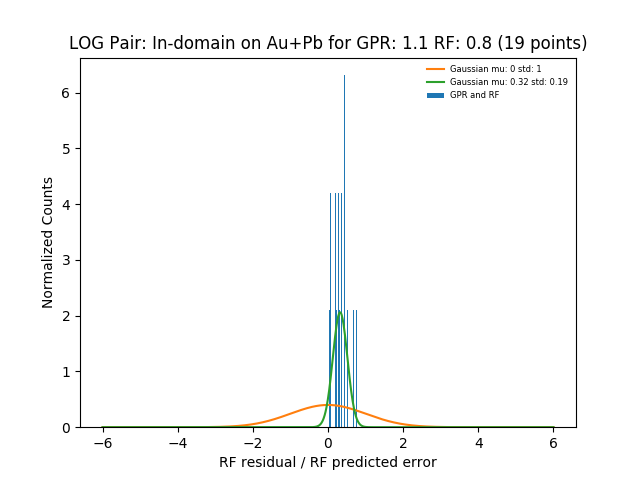 LOG Pair: In-domain on Au+Pb for GPR: 1.1 RF: 0.8 (19 points)
Gaussian mu: 0 std: 1
Gaussian mu: 0.32 std: 0.19
GPR and RF
Normalized Counts
6
5
4
3
2
1
0
−6
−4
−2
0
2
4
6
RF residual / RF predicted error